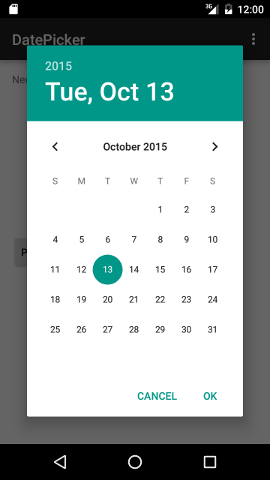 3G 12:00
DatePicker
2015
Tue, Oct 13
October 2015
S M T W T F S
1 2 3
4 5 6 7 8 9 10
11 12 13 14 15 16 17
18 19 20 21 22 23 24
25 26 27 28 29 30 31
CANCEL OK